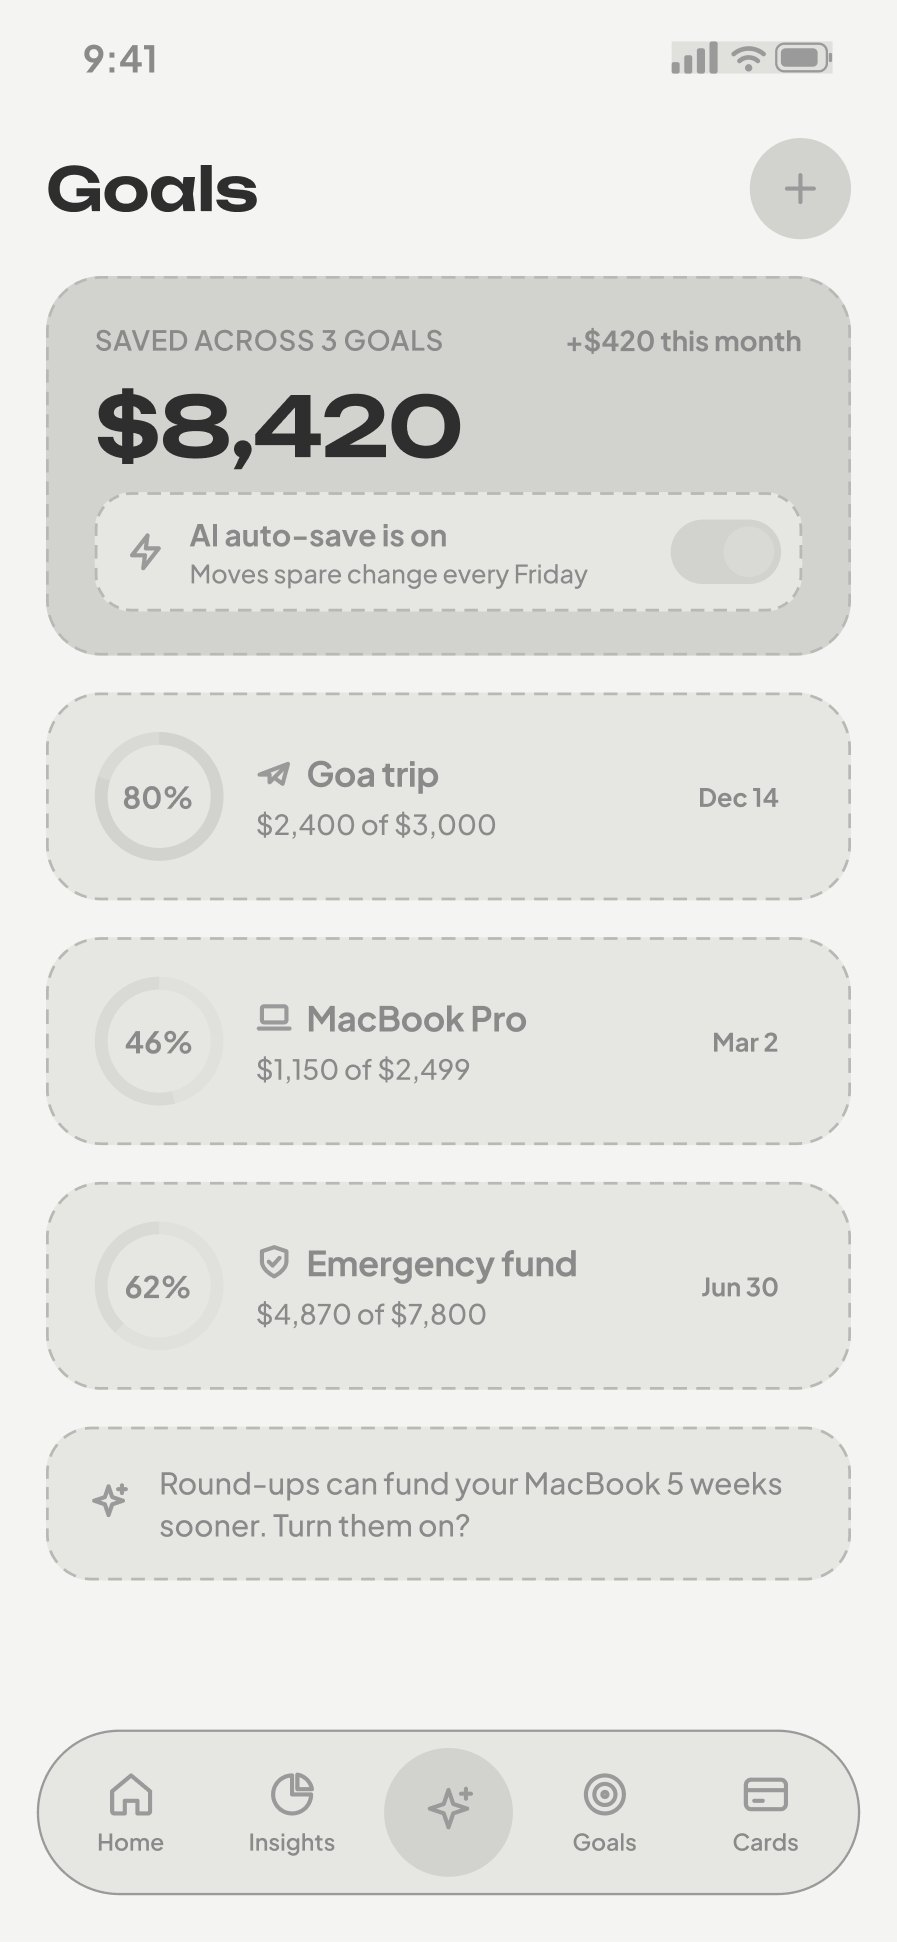 9:41
Goals
SAVED ACROSS 3 GOALS
+$420 this month
$8,420
AI auto-save is on
Moves spare change every Friday
80%
Goa trip
$2,400 of $3,000
Dec 14
46%
MacBook Pro
$1,150 of $2,499
Mar 2
62%
Emergency fund
$4,870 of $7,800
Jun 30
Round-ups can fund your MacBook 5 weeks
sooner. Turn them on?
Home
Insights
Goals
Cards